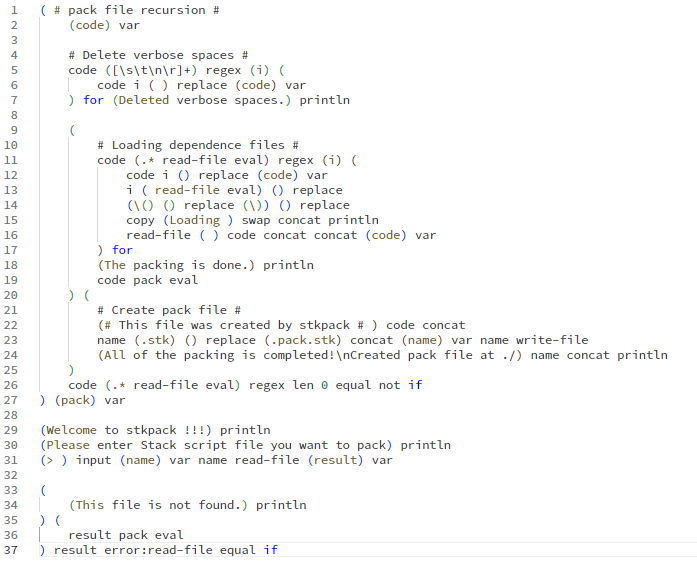 1 ( # pack file recursion #
2     (code) var
3
4     # Delete verbose spaces #
5     code ([\s\t\n\r]+) regex (i) (
6         code i ( ) replace (code) var
7     ) for (Deleted verbose spaces.) println
8
9     (
10         # Loading dependence files #
11         code (.* read-file eval) regex (i) (
12             code i () replace (code) var
13             i ( read-file eval) () replace
14             (\() () replace (\)) () replace
15             copy (Loading ) swap concat println
16             read-file ( ) code concat concat (code) var
17         ) for
18         (The packing is done.) println
19         code pack eval
20     ) (
21         # Create pack file #
22         (# This file was created by stkpack # ) code concat
23         name (.stk) () replace (.pack.stk) concat (name) var name write-file
24         (All of the packing is completed!\nCreated pack file at ./) name concat println
25     )
26     code (.* read-file eval) regex len 0 equal not if
27 ) (pack) var
28
29 (Welcome to stkpack !!!) println
30 (Please enter Stack script file you want to pack) println
31 (> ) input (name) var name read-file (result) var
32
33 (
34     (This file is not found.) println
35 ) (
36     result pack eval
37 ) result error:read-file equal if